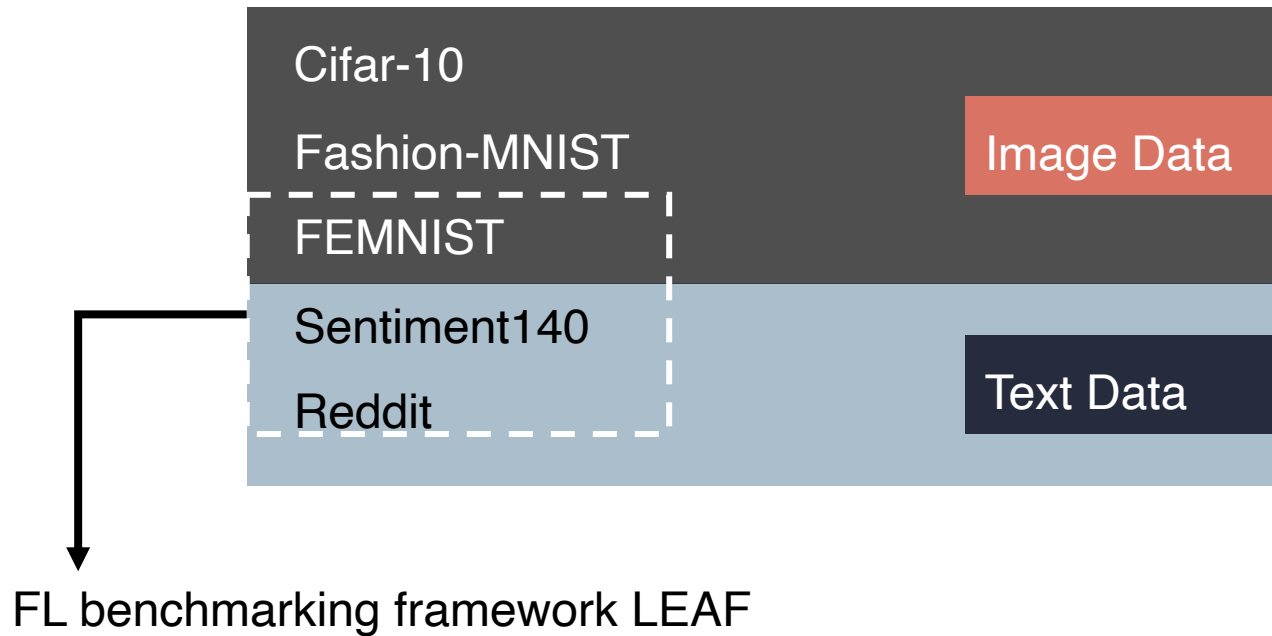 Cifar-10
Fashion-MNIST
Image Data
FEMNIST
Sentiment140
Reddit
Text Data
FL benchmarking framework LEAF